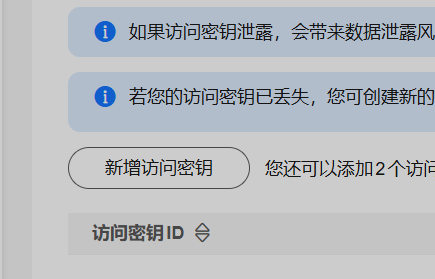 如果访问密钥泄露，会带来数据泄露风
若您的访问密钥已丢失，您可创建新的
新增访问密钥
您还可以添加2个访问
访问密钥ID